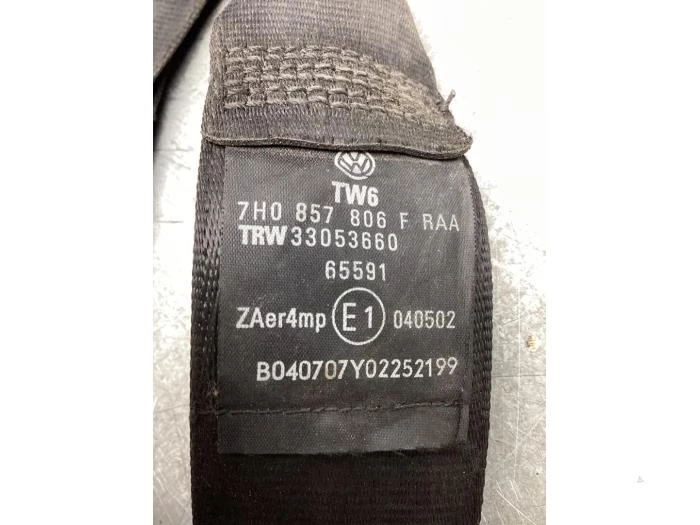 TW6
7H0 857 806 F RAA
TRW 33053660
65591
ZAer4mp E1 040502
B040707Y02252199